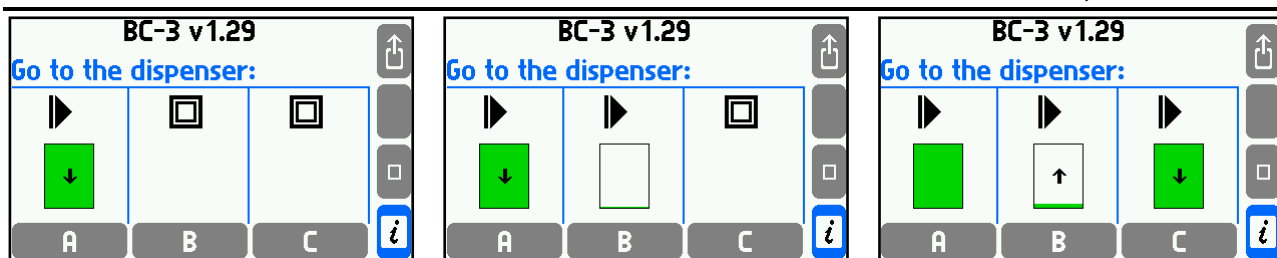 BC-3 v1.29
Go to the dispenser:
A B C i
BC-3 v1.29
Go to the dispenser:
A B C i
BC-3 v1.29
Go to the dispenser:
A B C i